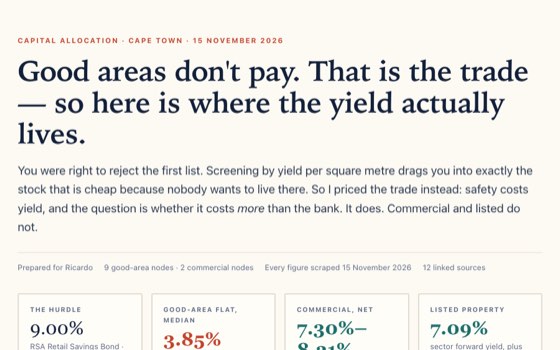 CAPITAL ALLOCATION · CAPE TOWN · 15 NOVEMBER 2026
Good areas don't pay. That is the trade
— so here is where the yield actually
lives.
You were right to reject the first list. Screening by yield per square metre drags you into exactly the
stock that is cheap because nobody wants to live there. So I priced the trade instead: safety costs
yield, and the question is whether it costs more than the bank. It does. Commercial and listed do
not.
Prepared for Ricardo 9 good-area nodes · 2 commercial nodes Every figure scraped 15 November 2026 12 linked sources
THE HURDLE
9.00%
RSA Retail Savings Bond ·
GOOD-AREA FLAT,
MEDIAN
3.85%
COMMERCIAL, NET
7.30%–
LISTED PROPERTY
7.09%
sector forward yield, plus